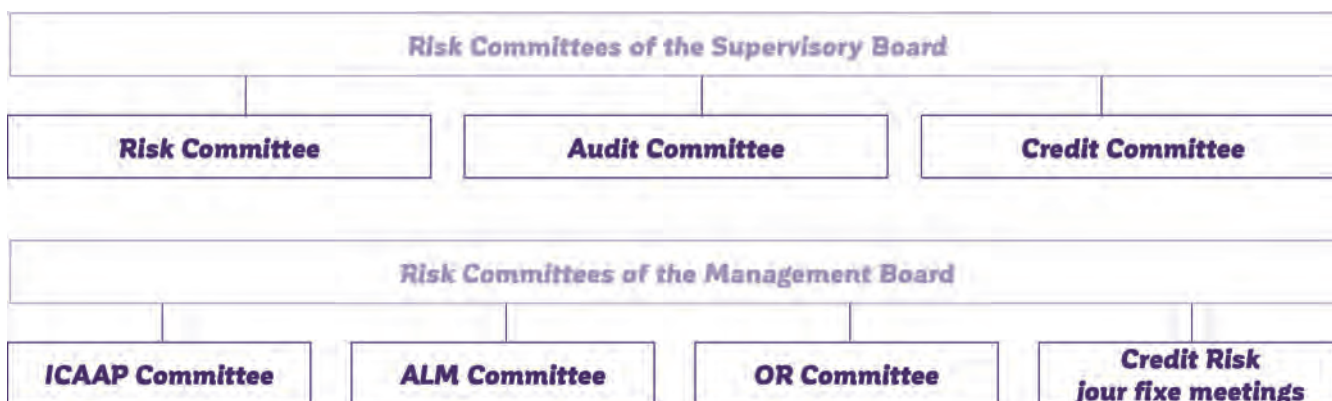 Risk Committees of the Supervisory Board
Risk Committee
Audit Committee
Credit Committee
Risk Committees of the Management Board
ICAAP Committee
ALM Committee
OR Committee
Credit Risk
jour fixe meetings